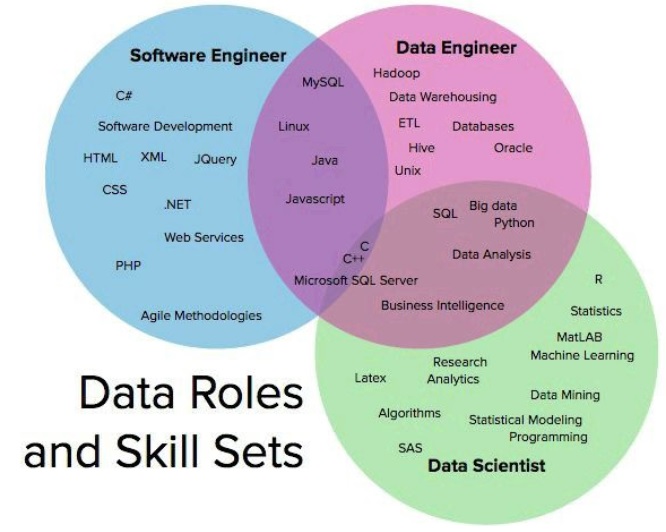 Software Engineer
C#
Software Development
HTML
XML
JQuery
CSS
.NET
Web Services
PHP
Agile Methodologies
MySQL
Linux
Java
Javascript
C
C++
Microsoft SQL Server
Data Engineer
Hadoop
Data Warehousing
ETL
Databases
Hive
Oracle
Unix
SQL
Big data
Python
Data Analysis
Business Intelligence
R
Statistics
MatLAB
Machine Learning
Research
Latex
Analytics
Data Mining
Algorithms
Statistical Modeling
Programming
SAS
Data Scientist
Data Roles
and Skill Sets